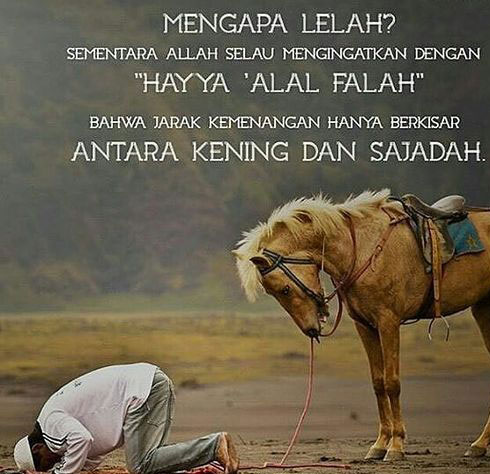 MENGAPA LELAH?
SEMENTARA ALLAH SELAU MENGINGATKAN DENGAN
"HAYYA 'ALAL FALAH"
BAHWA JARAK KEMENANGAN HANYA BERKISAR
ANTARA KENING DAN SAJADAH.